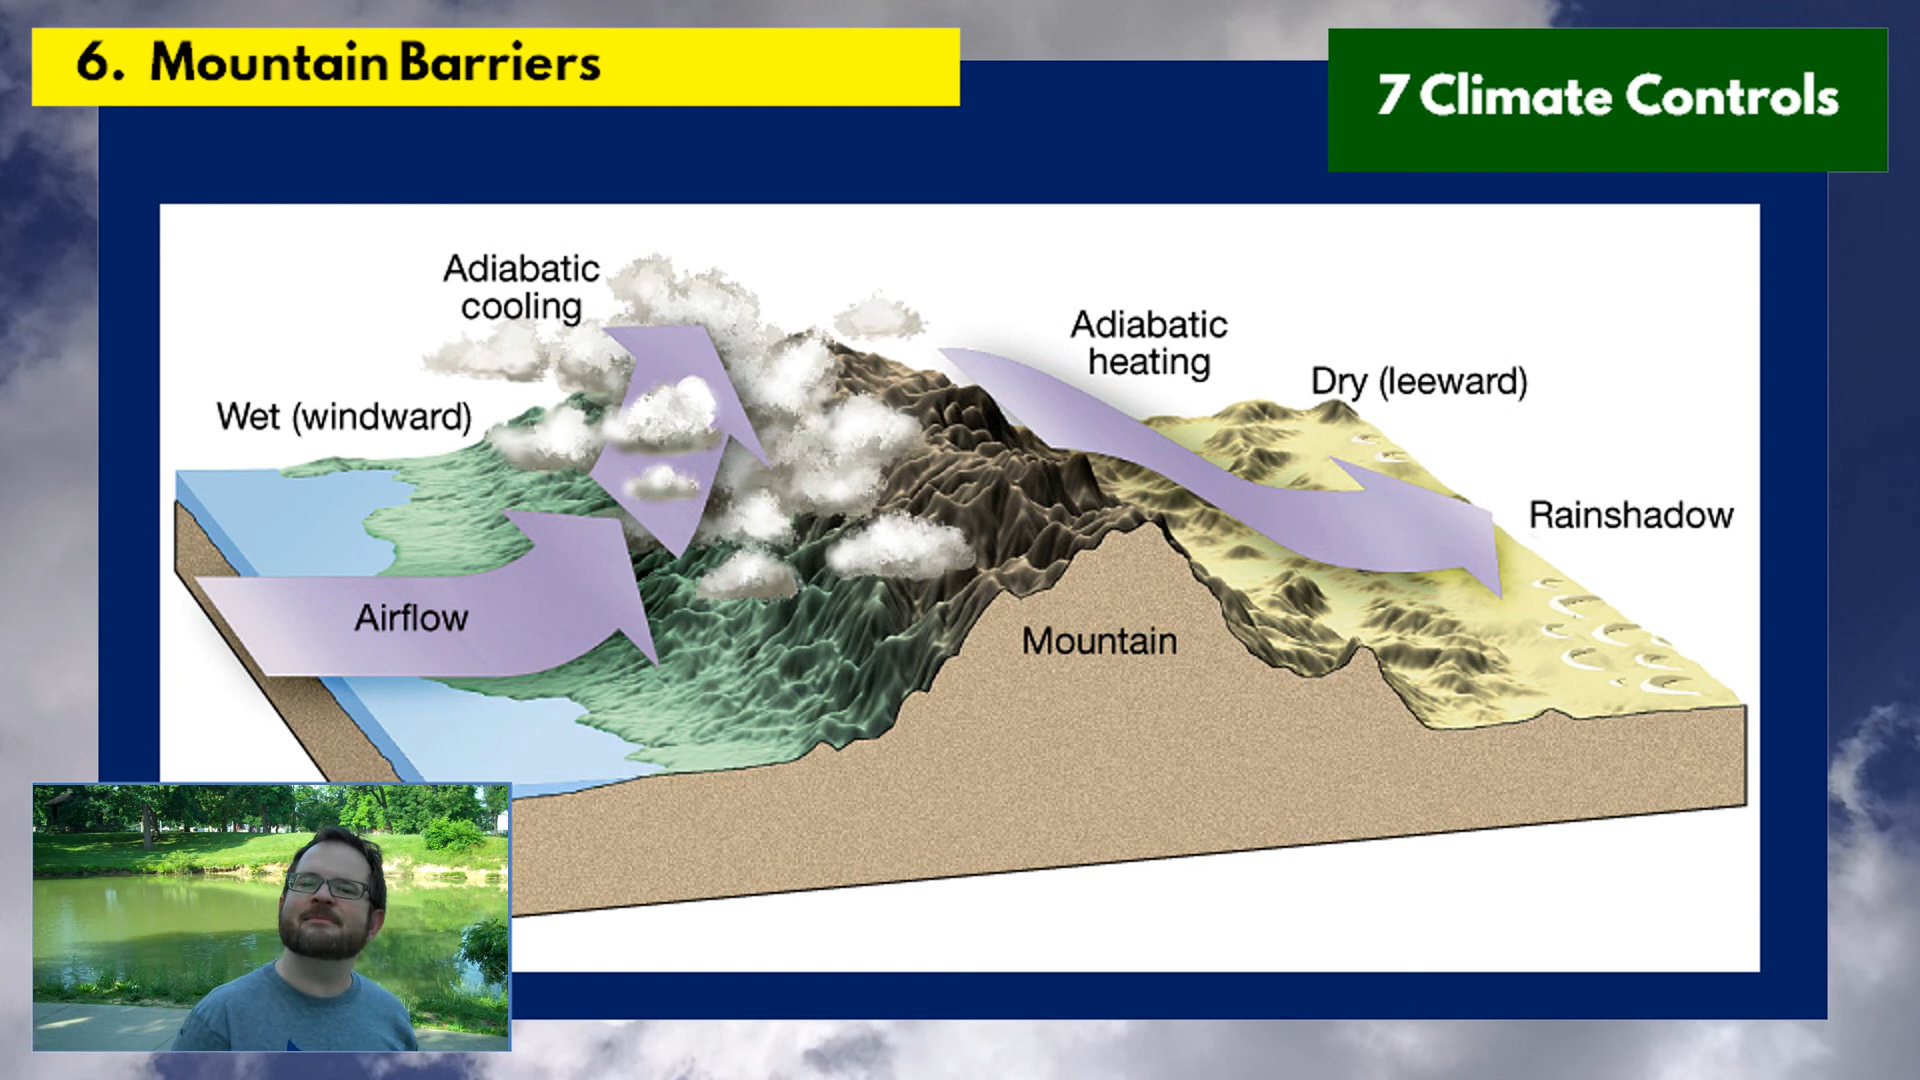 6. Mountain Barriers
7 Climate Controls
Adiabatic
cooling
Adiabatic
heating
Dry (leeward)
Wet (windward)
Rainshadow
Airflow
Mountain